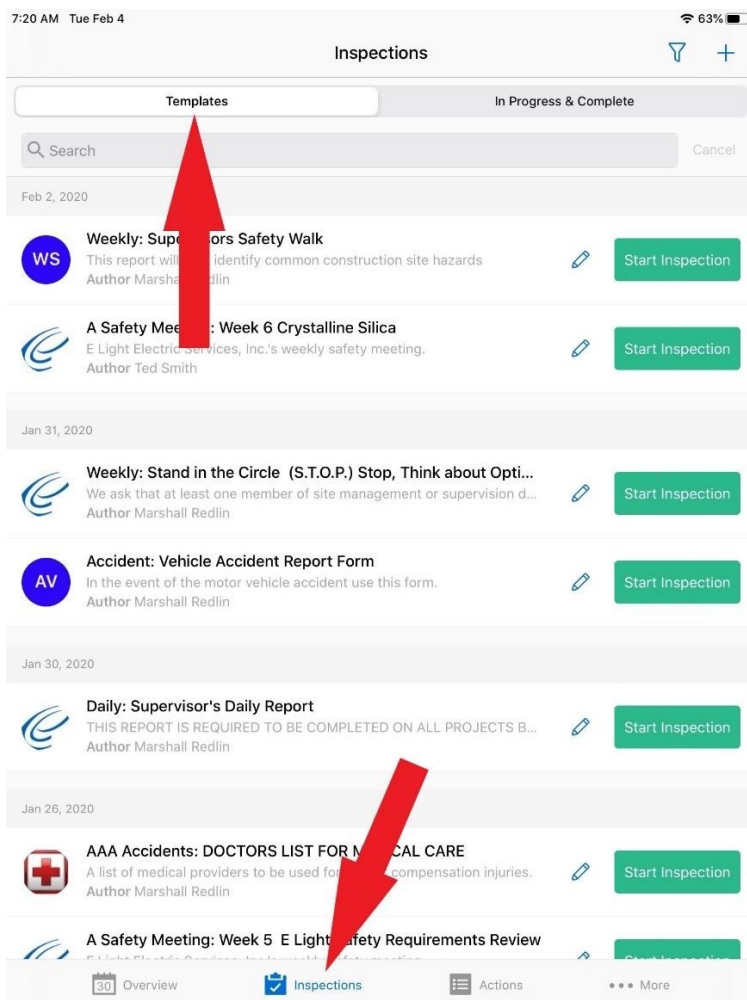 7:20 AM Tue Feb 4
63%
Inspections
Templates
In Progress & Complete
Search
Cancel
Feb 2, 2020
WS
Weekly: Sup ors Safety Walk
This report will identify common construction site hazards
Author Marsha dlin
Start Inspection
A Safety Mee : Week 6 Crystalline Silica
E Light Electric Services, Inc.'s weekly safety meeting.
Author Ted Smith
Start Inspection
Jan 31, 2020
Weekly: Stand in the Circle (S.T.O.P.) Stop, Think about Opti...
We ask that at least one member of site management or supervision d...
Author Marshall Redlin
Start Inspection
AV
Accident: Vehicle Accident Report Form
In the event of the motor vehicle accident use this form.
Author Marshall Redlin
Start Inspection
Jan 30, 2020
Daily: Supervisor's Daily Report
THIS REPORT IS REQUIRED TO BE COMPLETED ON ALL PROJECTS B...
Author Marshall Redlin
Start Inspection
Jan 26, 2020
AAA Accidents: DOCTORS LIST FOR M CAL CARE
A list of medical providers to be used for compensation injuries.
Author Marshall Redlin
Start Inspection
A Safety Meeting: Week 5 E Light Safety Requirements Review
30
Overview
Inspections
Actions
More